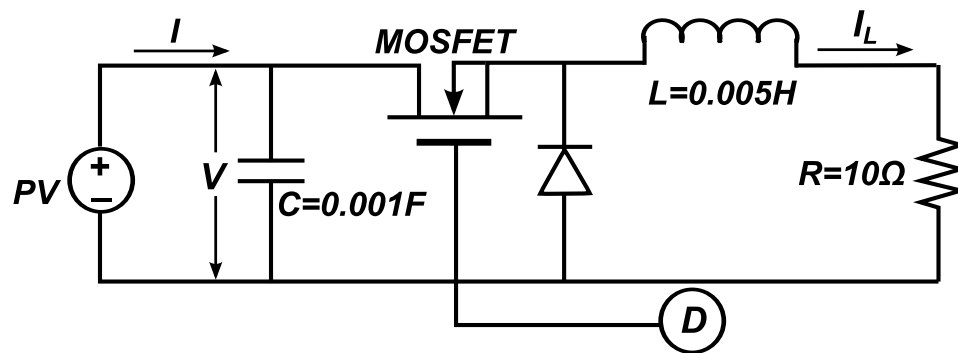 I
MOSFET
I_L
L=0.005H
PV
+
−
V
C=0.001F
R=10Ω
D